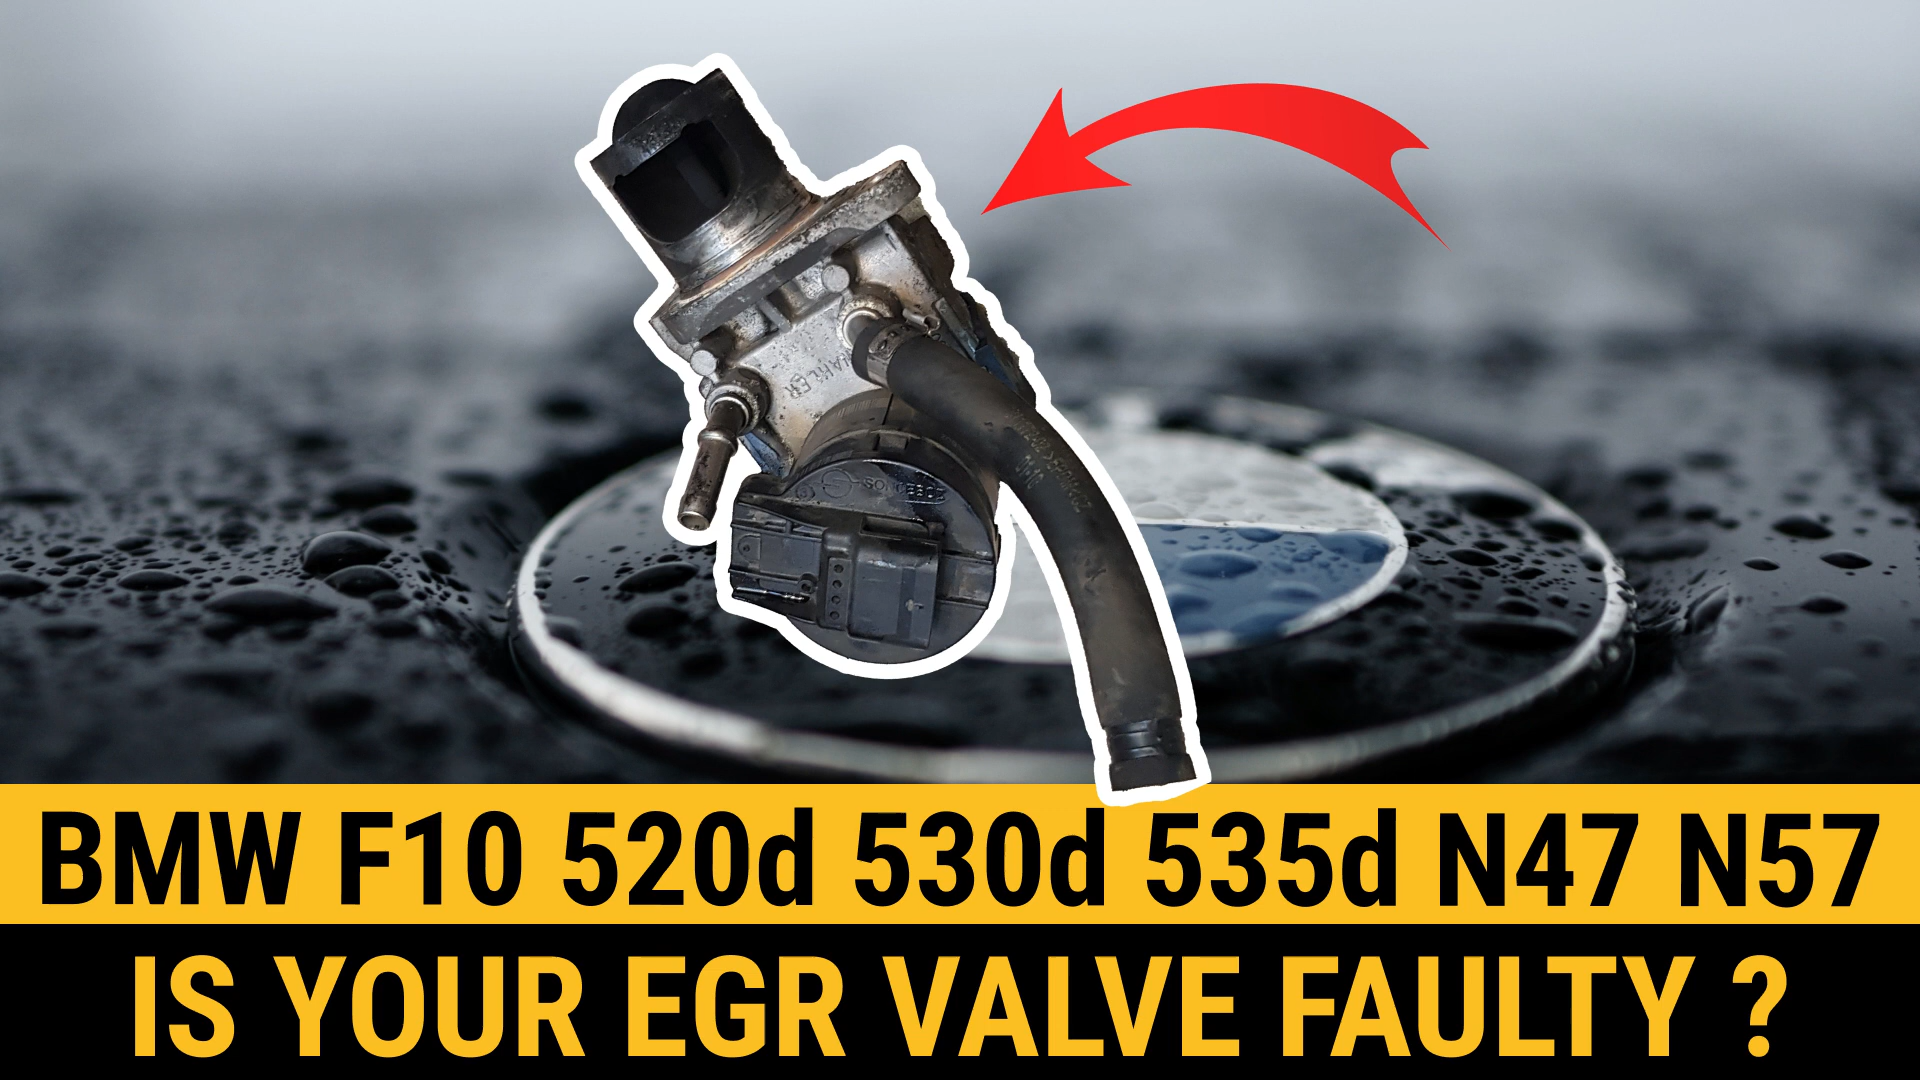 BMW F10 520d 530d 535d N47 N57
IS YOUR EGR VALVE FAULTY ?